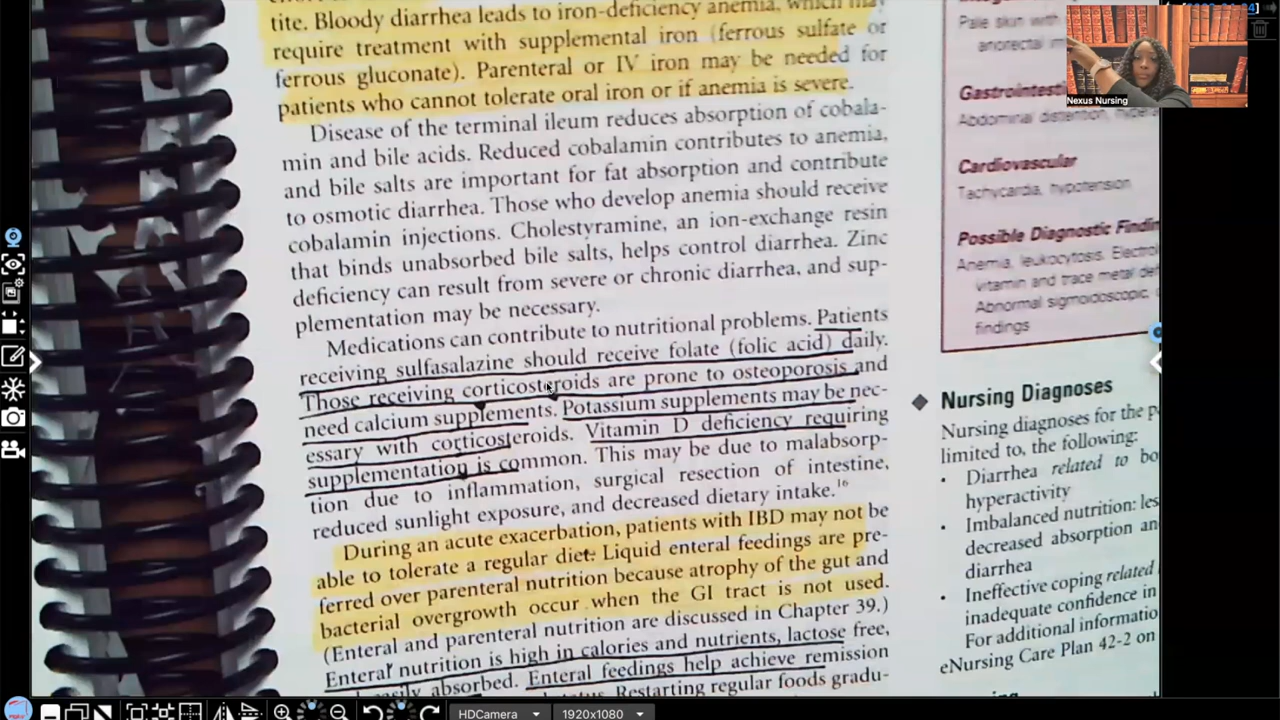 tite. Bloody diarrhea leads to iron-deficiency anemia, which may
require treatment with supplemental iron (ferrous sulfate or
ferrous gluconate). Parenteral or IV iron may be needed for
patients who cannot tolerate oral iron or if anemia is severe.
Disease of the terminal ileum reduces absorption of cobala-
min and bile acids. Reduced cobalamin contributes to anemia,
and bile salts are important for fat absorption and contribute
to osmotic diarrhea. Those who develop anemia should receive
cobalamin injections. Cholestyramine, an ion-exchange resin
that binds unabsorbed bile salts, helps control diarrhea. Zinc
deficiency can result from severe or chronic diarrhea, and sup-
plementation may be necessary.
Medications can contribute to nutritional problems. Patients
receiving sulfasalazine should receive folate (folic acid) daily.
Those receiving corticosteroids are prone to osteoporosis and
need calcium supplements. Potassium supplements may be nec-
essary with corticosteroids. Vitamin D deficiency requiring
supplementation is common. This may be due to malabsorp-
tion due to inflammation, surgical resection of intestine,
reduced sunlight exposure, and decreased dietary intake.16
During an acute exacerbation, patients with IBD may not be
able to tolerate a regular diet. Liquid enteral feedings are pre-
ferred over parenteral nutrition because atrophy of the gut and
bacterial overgrowth occur when the GI tract is not used.
(Enteral and parenteral nutrition are discussed in Chapter 39.)
Enteral nutrition is high in calories and nutrients, lactose free,
absorbed. Enteral feedings help achieve remission
Restarting regular foods gradu-
Pale skin with
anorectal
Gastrointesti
Abdominal distention,
Cardiovascular
Tachycardia, hypotension
Possible Diagnostic Findin
Anemia, leukocytosis. Electro
vitamin and trace metal de
Abnormal sigmoidoscopic,
findings
◆ Nursing Diagnoses
Nursing diagnoses for the p
limited to, the following:
• Diarrhea related to bo
hyperactivity
• Imbalanced nutrition: les
decreased absorption an
diarrhea
• Ineffective coping related
inadequate confidence in
For additional informatio
eNursing Care Plan 42-2 on
Nexus Nursing
HDCamera
1920x1080